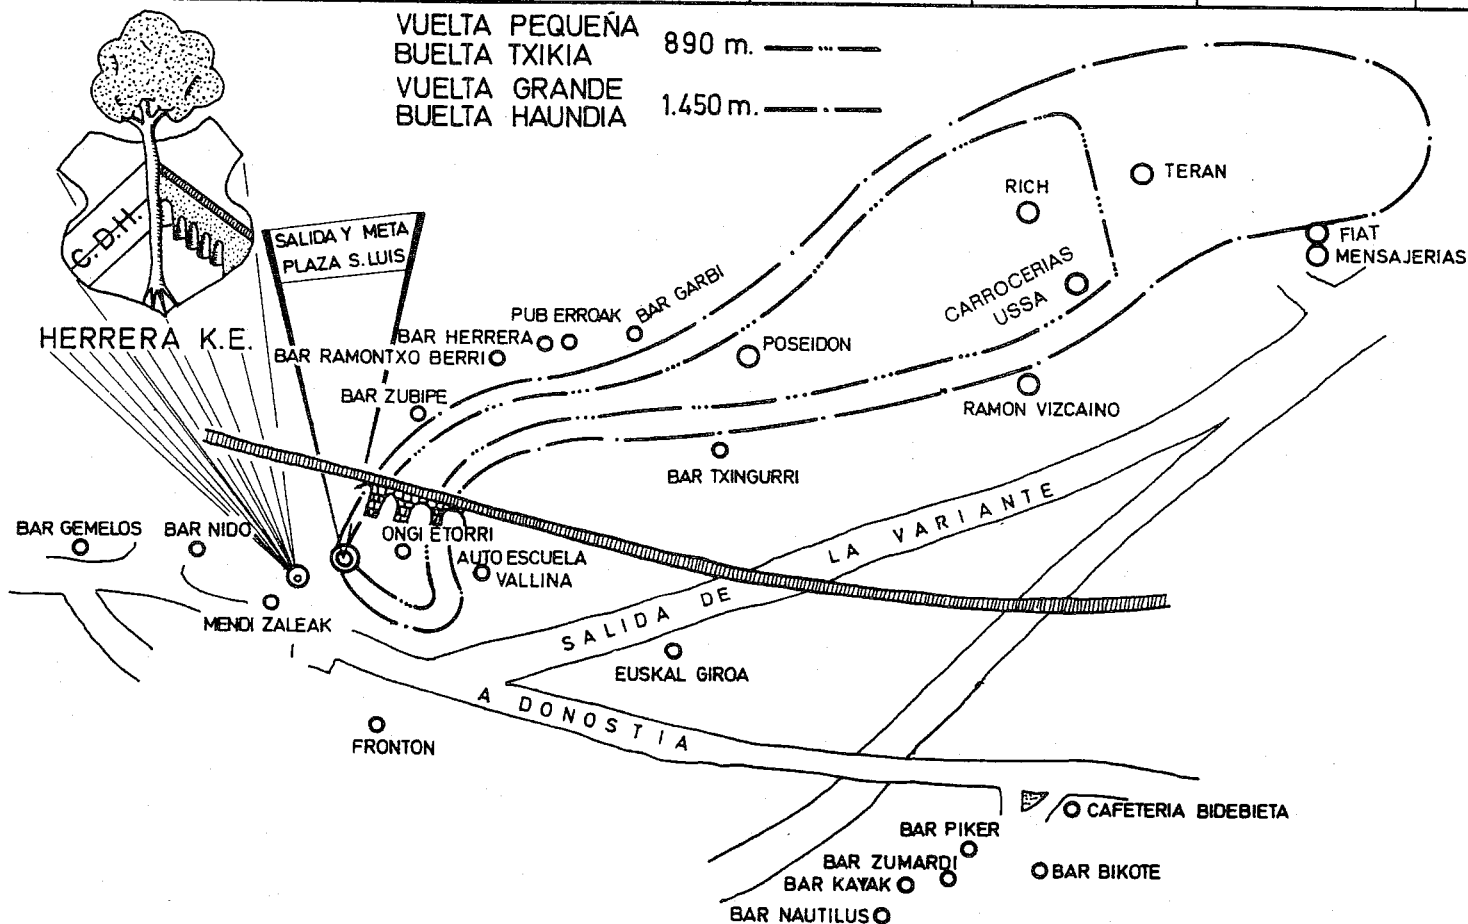 VUELTA PEQUEÑA
BUELTA TXIKIA
890 m.
VUELTA GRANDE
BUELTA HAUNDIA
1.450 m.
C.D.H.
HERRERA K.E.
SALIDA Y META
PLAZA S. LUIS
TERAN
RICH
FIAT
MENSAJERIAS
CARROCERIAS
USSA
BAR GARBI
PUB ERROAK
BAR HERRERA
BAR RAMONTXO BERRI
POSEIDON
BAR ZUBIPE
RAMON VIZCAINO
BAR TXINGURRI
BAR GEMELOS
BAR NIDO
ONGI ETORRI
AUTO ESCUELA
VALLINA
MENDI ZALEAK
SALIDA DE LA VARIANTE
EUSKAL GIROA
A DONOSTIA
FRONTON
CAFETERIA BIDEBIETA
BAR PIKER
BAR ZUMARDI
BAR BIKOTE
BAR KAYAK
BAR NAUTILUS